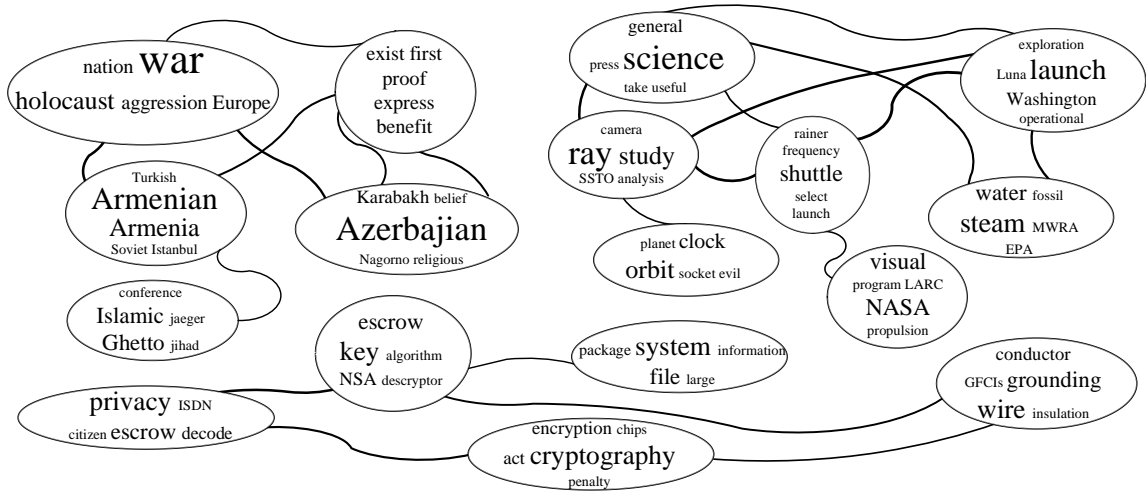 nation war
holocaust aggression Europe
exist first
proof
express
benefit
Turkish
Armenian
Armenia
Soviet Istanbul
Karabakh belief
Azerbajian
Nagorno religious
conference
Islamic jaeger
Ghetto jihad
general
press science
take useful
exploration
Luna launch
Washington
operational
camera
ray study
SSTO analysis
rainer
frequency
shuttle
select
launch
water fossil
steam MWRA
EPA
planet clock
orbit socket evil
visual
program LARC
NASA
propulsion
escrow
key algorithm
NSA descryptor
package system information
file large
privacy ISDN
citizen escrow decode
encryption chips
act cryptography
penalty
conductor
GFCIs grounding
wire insulation